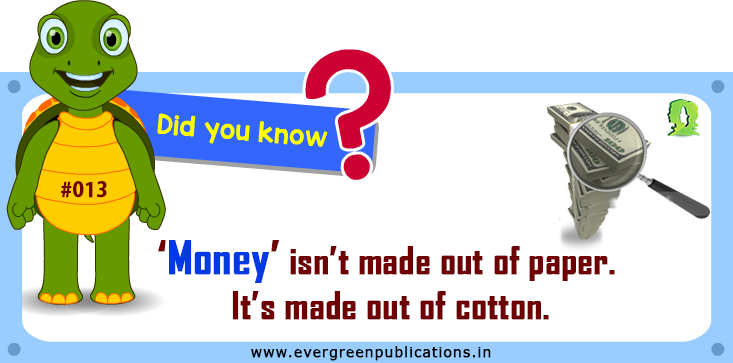 Did you know ?
#013
‘Money’ isn’t made out of paper.
It’s made out of cotton.
www.evergreenpublications.in